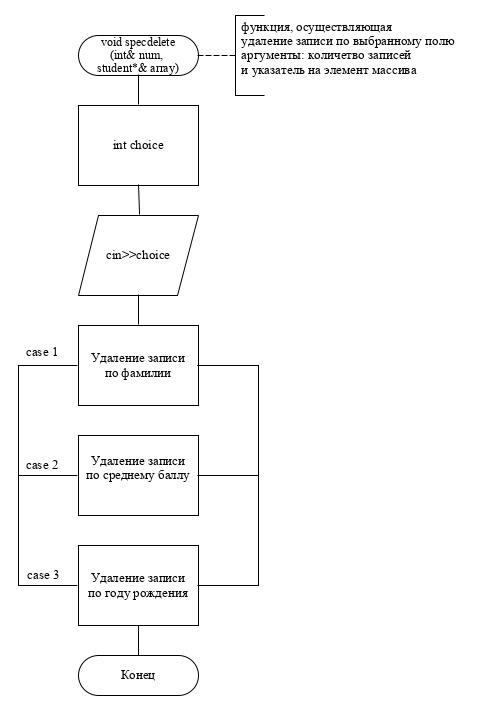 void specdelete
(int& num,
student*& array)
функция, осуществляющая
удаление записи по выбранному полю
аргументы: количетво записей
и указатель на элемент массива
int choice
cin>>choice
case 1
Удаление записи
по фамилии
case 2
Удаление записи
по среднему баллу
case 3
Удаление записи
по году рождения
Конец